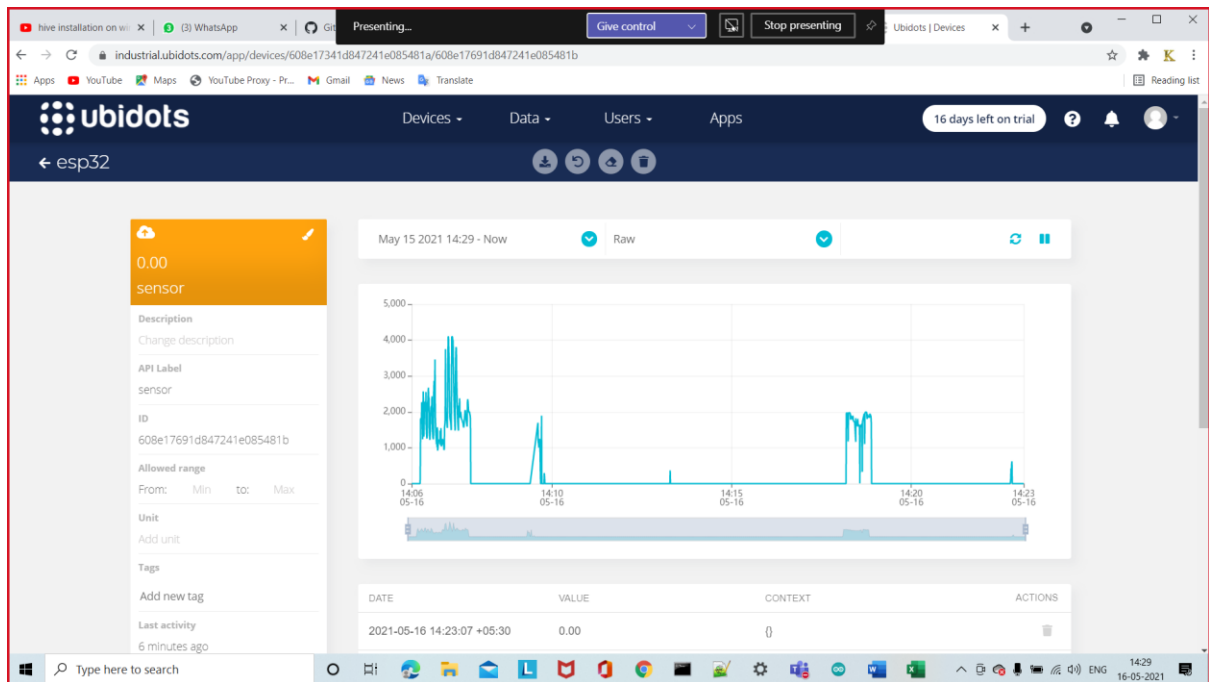 hive installation on wi
(3) WhatsApp
Git
Presenting...
Give control
Stop presenting
Ubidots | Devices
industrial.ubidots.com/app/devices/608e17341d847241e085481a/608e17691d847241e085481b
Apps YouTube Maps YouTube Proxy - Pr... Gmail News Translate Reading list
ubidots Devices Data Users Apps 16 days left on trial ?
esp32
0.00
sensor
Description
Change description
API Label
sensor
ID
608e17691d847241e085481b
Allowed range
From: Min to: Max
Unit
Add unit
Tags
Add new tag
Last activity
6 minutes ago
May 15 2021 14:29 - Now Raw
5,000
4,000
3,000
2,000
1,000
0
14:06 14:10 14:15 14:20 14:23
05-16 05-16 05-16 05-16 05-16
DATE VALUE CONTEXT ACTIONS
2021-05-16 14:23:07 +05:30 0.00 {}
Type here to search
ENG
14:29
16-05-2021